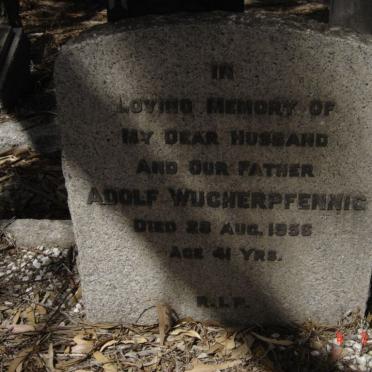 IN
LOVING MEMORY OF
MY DEAR HUSBAND
AND OUR FATHER
ADOLF WUCHERPFENNIG
DIED 28 AUG. 1956
AGE 41 YRS.
R.I.P.